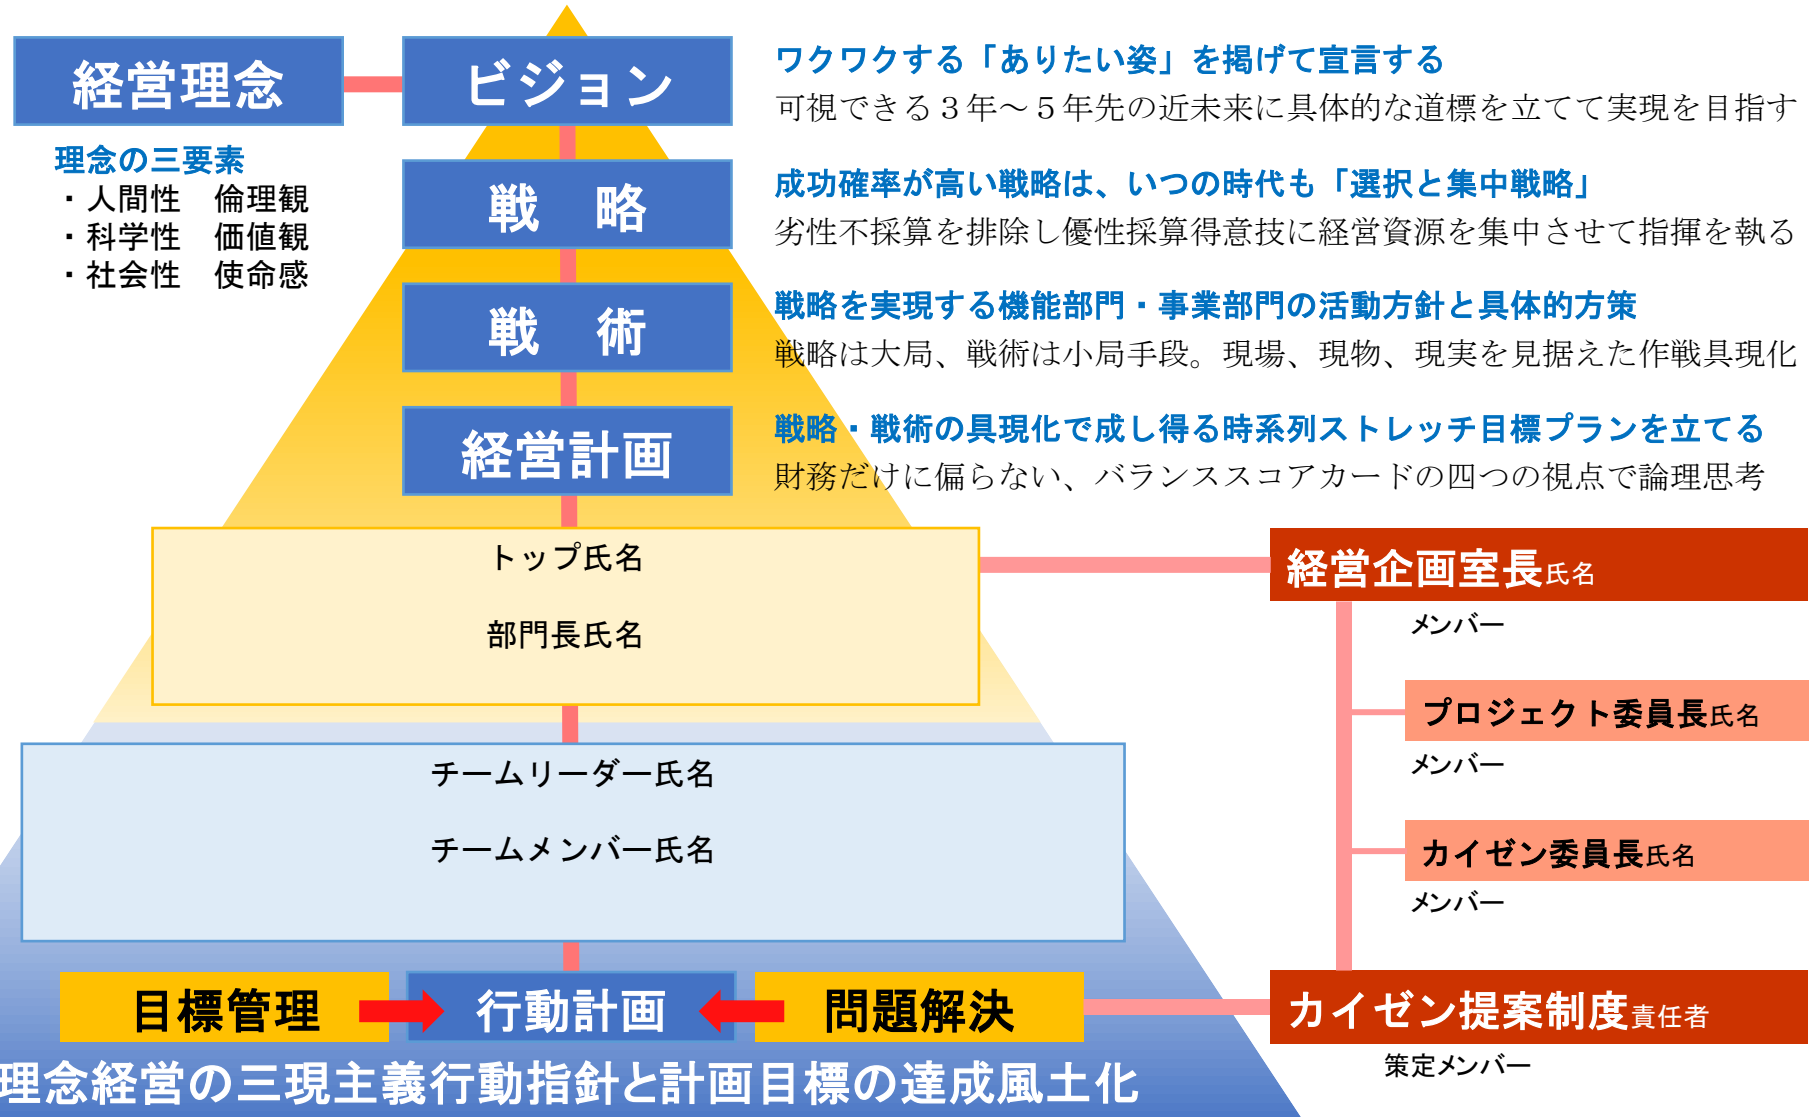 経営理念
ビジョン
ワクワクする「ありたい姿」を掲げて宣言する
可視できる３年～５年先の近未来に具体的な道標を立てて実現を目指す
理念の三要素
・人間性　倫理観
・科学性　価値観
・社会性　使命感
戦　略
成功確率が高い戦略は、いつの時代も「選択と集中戦略」
劣性不採算を排除し優性採算得意技に経営資源を集中させて指揮を執る
戦　術
戦略を実現する機能部門・事業部門の活動方針と具体的方策
戦略は大局、戦術は小局手段。現場、現物、現実を見据えた作戦具現化
経営計画
戦略・戦術の具現化で成し得る時系列ストレッチ目標プランを立てる
財務だけに偏らない、バランススコアカードの四つの視点で論理思考
トップ氏名
部門長氏名
経営企画室長氏名
メンバー
プロジェクト委員長氏名
メンバー
チームリーダー氏名
チームメンバー氏名
カイゼン委員長氏名
メンバー
目標管理
行動計画
問題解決
カイゼン提案制度責任者
策定メンバー
理念経営の三現主義行動指針と計画目標の達成風土化